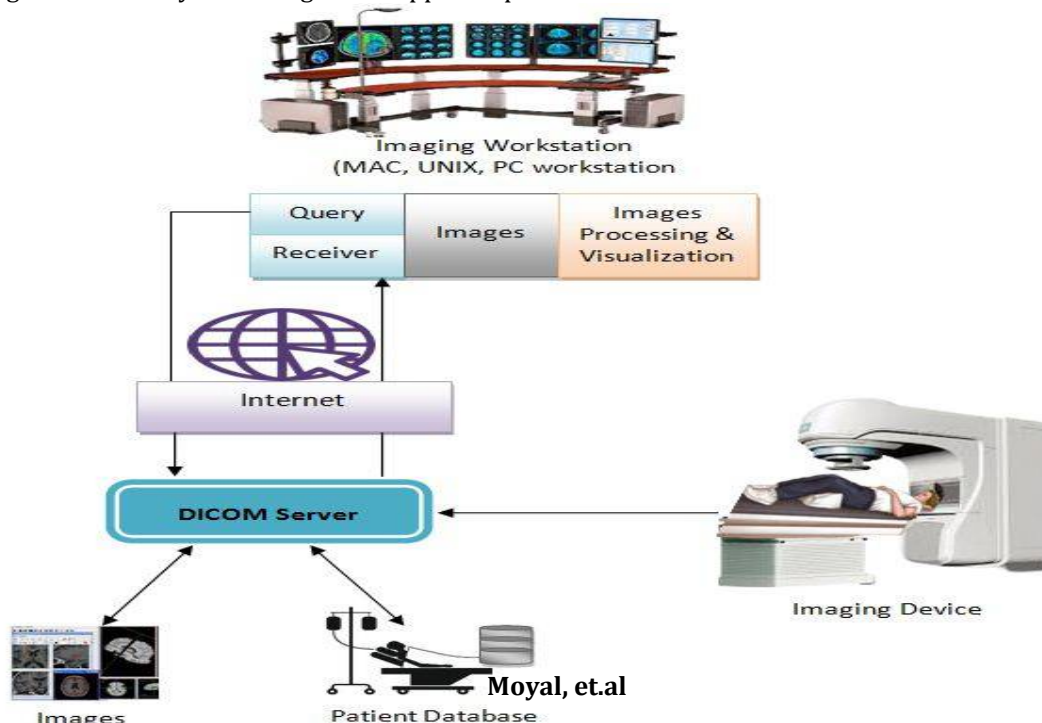 Imaging Workstation
(MAC, UNIX, PC workstation
Query
Receiver
Images
Images
Processing &
Visualization
Internet
DICOM Server
Imaging Device
Moyal, et.al
Images
Patient Database